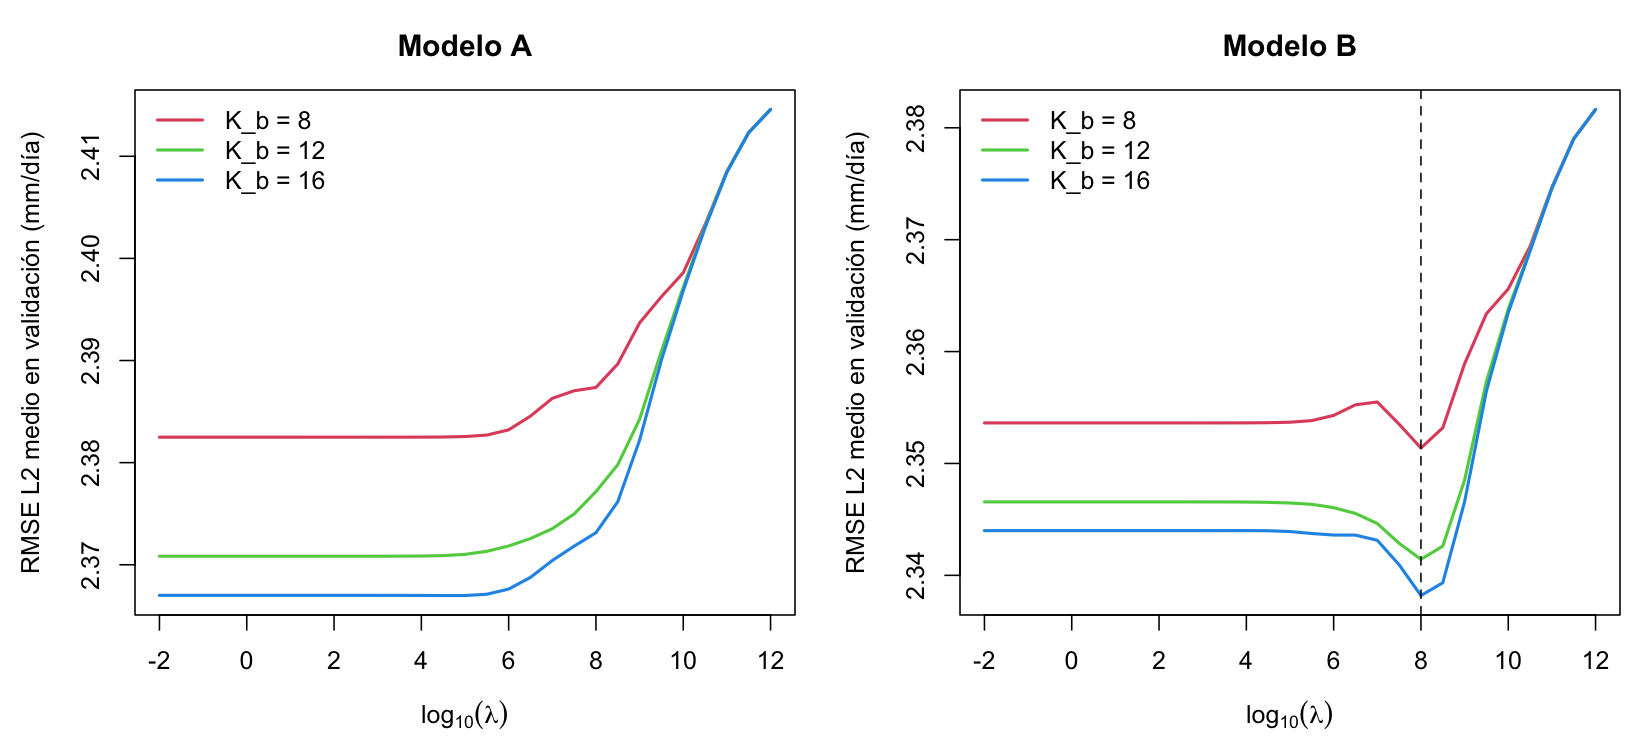 Modelo A
K_b = 8
K_b = 12
K_b = 16
RMSE L2 medio en validación (mm/día)
2.41
2.40
2.39
2.38
2.37
-2 0 2 4 6 8 10 12
log₁₀(λ)
Modelo B
K_b = 8
K_b = 12
K_b = 16
RMSE L2 medio en validación (mm/día)
2.38
2.37
2.36
2.35
2.34
-2 0 2 4 6 8 10 12
log₁₀(λ)